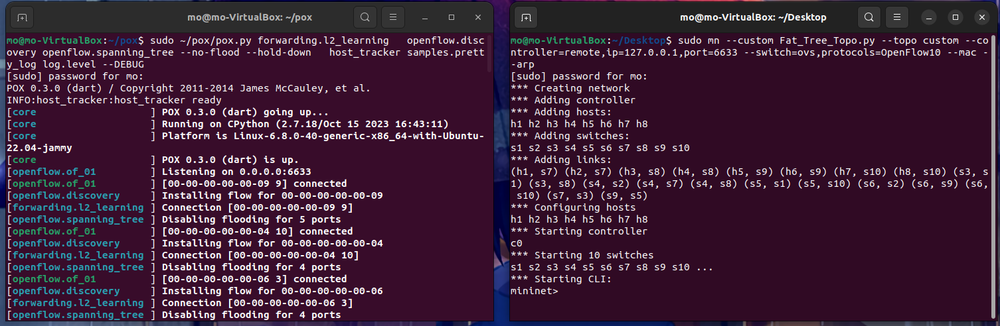 mo@mo-VirtualBox: ~/pox
mo@mo-VirtualBox:~/pox$ sudo ~/pox/pox.py forwarding.l2_learning   openflow.disc
overy openflow.spanning_tree --no-flood --hold-down   host_tracker samples.prett
y_log log.level --DEBUG
[sudo] password for mo:
POX 0.3.0 (dart) / Copyright 2011-2014 James McCauley, et al.
INFO:host_tracker:host_tracker ready
[core                   ] POX 0.3.0 (dart) going up...
[core                   ] Running on CPython (2.7.18/Oct 15 2023 16:43:11)
[core                   ] Platform is Linux-6.8.0-40-generic-x86_64-with-Ubuntu-
22.04-jammy
[core                   ] POX 0.3.0 (dart) is up.
[openflow.of_01         ] Listening on 0.0.0.0:6633
[openflow.of_01         ] [00-00-00-00-00-09 9] connected
[openflow.discovery     ] Installing flow for 00-00-00-00-00-09
[forwarding.l2_learning ] Connection [00-00-00-00-00-09 9]
[openflow.spanning_tree ] Disabling flooding for 5 ports
[openflow.of_01         ] [00-00-00-00-00-04 10] connected
[openflow.discovery     ] Installing flow for 00-00-00-00-00-04
[forwarding.l2_learning ] Connection [00-00-00-00-00-04 10]
[openflow.spanning_tree ] Disabling flooding for 4 ports
[openflow.of_01         ] [00-00-00-00-00-06 3] connected
[openflow.discovery     ] Installing flow for 00-00-00-00-00-06
[forwarding.l2_learning ] Connection [00-00-00-00-00-06 3]
[openflow.spanning_tree ] Disabling flooding for 4 ports
mo@mo-VirtualBox: ~/Desktop
mo@mo-VirtualBox:~/Desktop$ sudo mn --custom Fat_Tree_Topo.py --topo custom --co
ntroller=remote,ip=127.0.0.1,port=6633 --switch=ovs,protocols=OpenFlow10 --mac -
-arp
[sudo] password for mo:
*** Creating network
*** Adding controller
*** Adding hosts:
h1 h2 h3 h4 h5 h6 h7 h8
*** Adding switches:
s1 s2 s3 s4 s5 s6 s7 s8 s9 s10
*** Adding links:
(h1, s7) (h2, s7) (h3, s8) (h4, s8) (h5, s9) (h6, s9) (h7, s10) (h8, s10) (s3, s
1) (s3, s8) (s4, s2) (s4, s7) (s4, s8) (s5, s1) (s5, s10) (s6, s2) (s6, s9) (s6,
 s10) (s7, s3) (s9, s5)
*** Configuring hosts
h1 h2 h3 h4 h5 h6 h7 h8
*** Starting controller
c0
*** Starting 10 switches
s1 s2 s3 s4 s5 s6 s7 s8 s9 s10 ...
*** Starting CLI:
mininet>